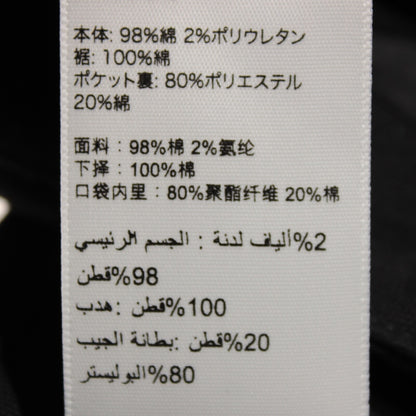 本体: 98%綿 2%ポリウレタン
裾: 100%綿
ポケット裏: 80%ポリエステル
20%綿
面料：98%棉 2%氨纶
下摆：100%棉
口袋内里：80%聚酯纤维 20%棉
2%ألياف لدنة : الجسم الرئيسي
98%قطن
100%قطن: هدب
20%قطن: بطانة الجيب
80%البوليستر